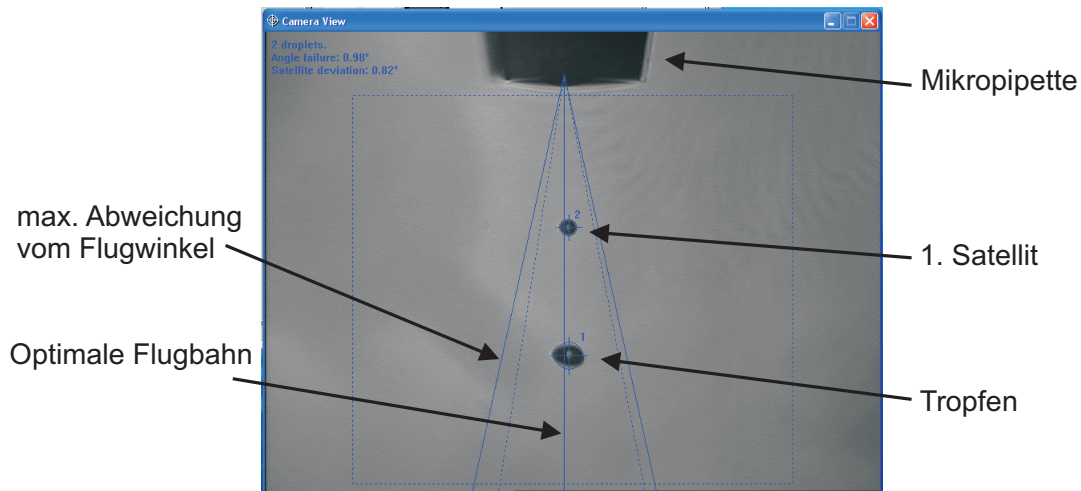 Camera View
2 droplets.
Angle failure: 0.98°
Satellite deviation: 0.82°
Mikropipette
max. Abweichung
vom Flugwinkel
2
1. Satellit
1
Optimale Flugbahn
Tropfen